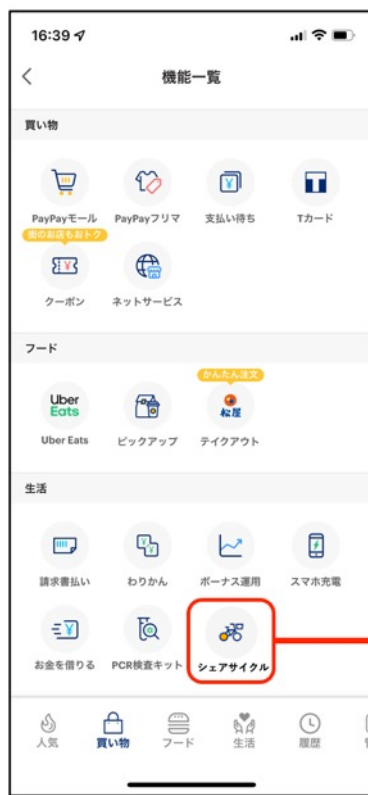 16:39
機能一覧
買い物
PayPayモール
PayPayフリマ
支払い待ち
Tカード
街のお店もおトク
クーポン
ネットサービス
フード
かんたん注文
Uber Eats
松屋
Uber Eats
ピックアップ
テイクアウト
生活
請求書払い
わりかん
ボーナス運用
スマホ充電
お金を借りる
PCR検査キット
シェアサイクル
人気
買い物
フード
生活
履歴